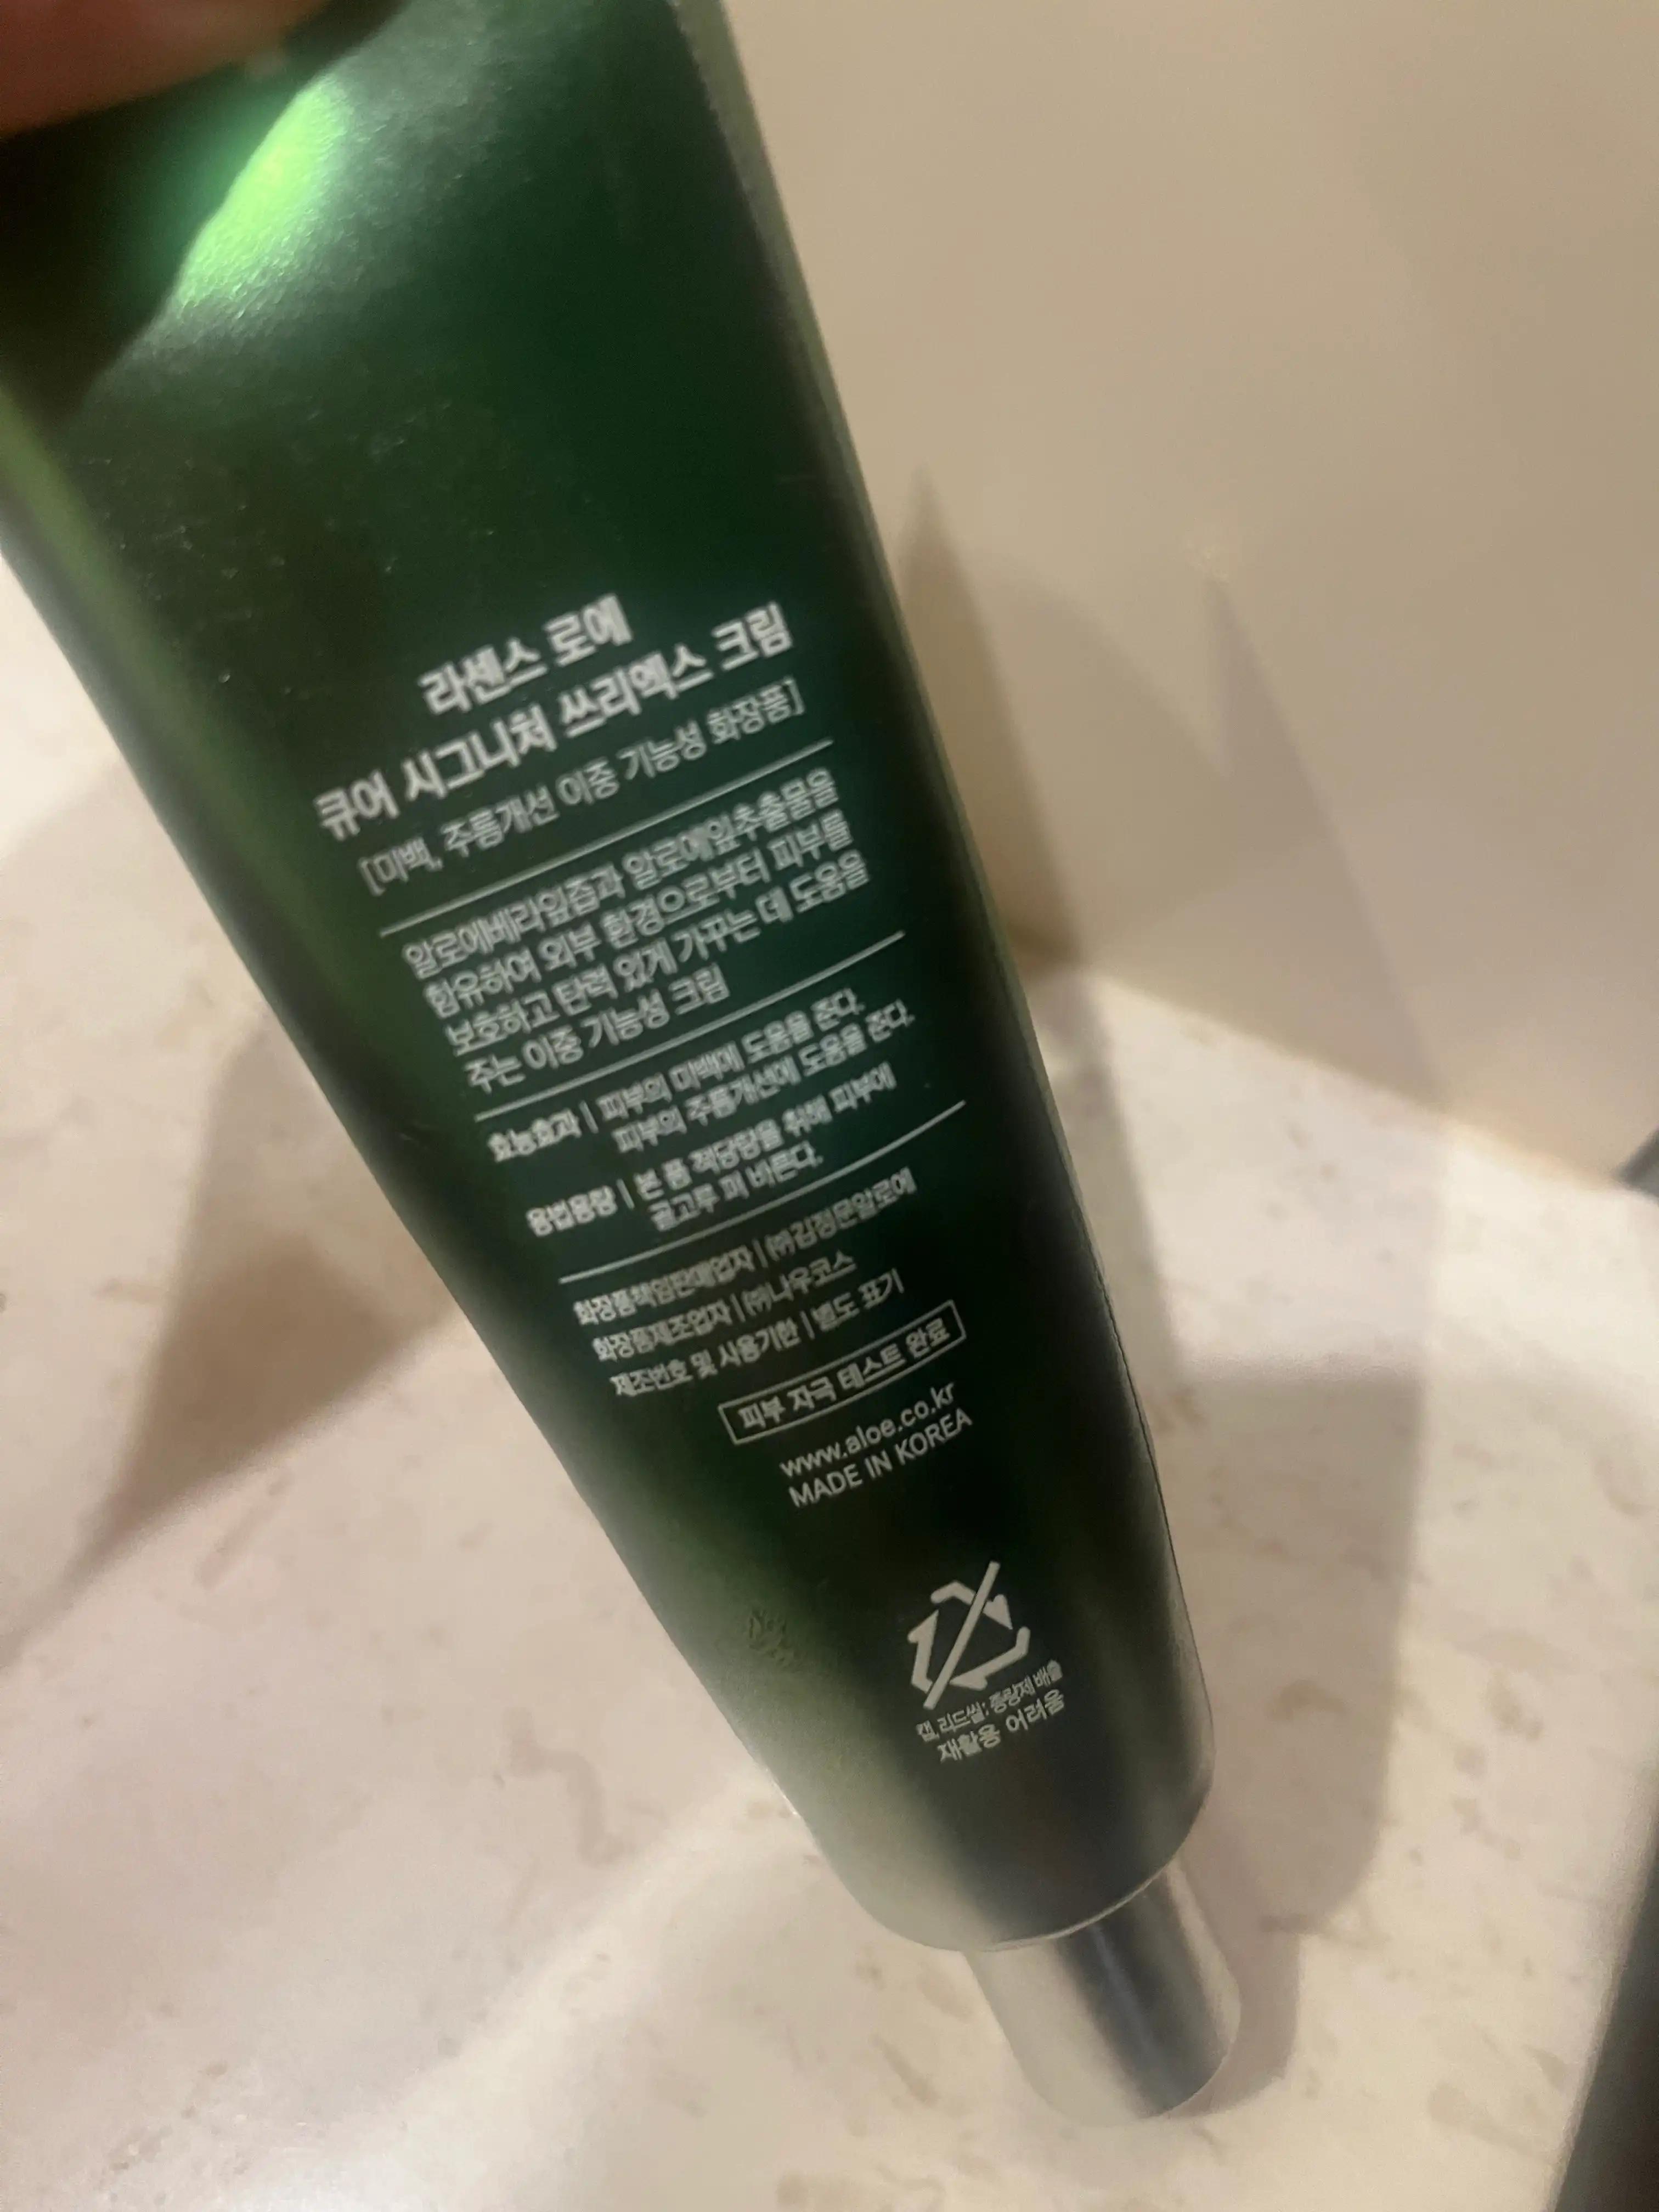 라센스 로에
큐어 시그니처 쓰리엑스 크림
[미백, 주름개선 이중 기능성 화장품]
알로에베라잎즙과 알로에잎추출물을
함유하여 외부 환경으로부터 피부를
보호하고 탄력 있게 가꾸는 데 도움을
주는 이중 기능성 크림
효능효과 | 피부의 미백에 도움을 준다.
피부의 주름개선에 도움을 준다.
용법용량 | 본 품 적당량을 취해 피부에
골고루 펴 바른다.
화장품책임판매업자 | ㈜김정문알로에
화장품제조업자 | ㈜나우코스
제조번호 및 사용기한 | 별도 표기
피부 자극 테스트 완료
www.aloe.co.kr
MADE IN KOREA
캡, 리드씰: 종량제 배출
재활용 어려움